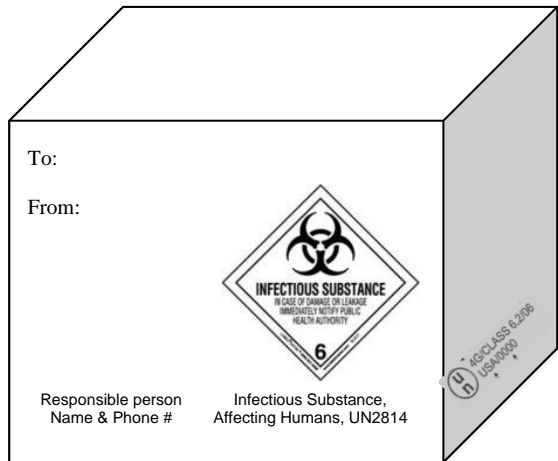 To:
From:
INFECTIOUS SUBSTANCE
IN CASE OF DAMAGE OR LEAKAGE
IMMEDIATELY NOTIFY PUBLIC
HEALTH AUTHORITY
6
Responsible person
Name & Phone #
Infectious Substance,
Affecting Humans, UN2814
un
4G/CLASS 6.2/06
USA/0000